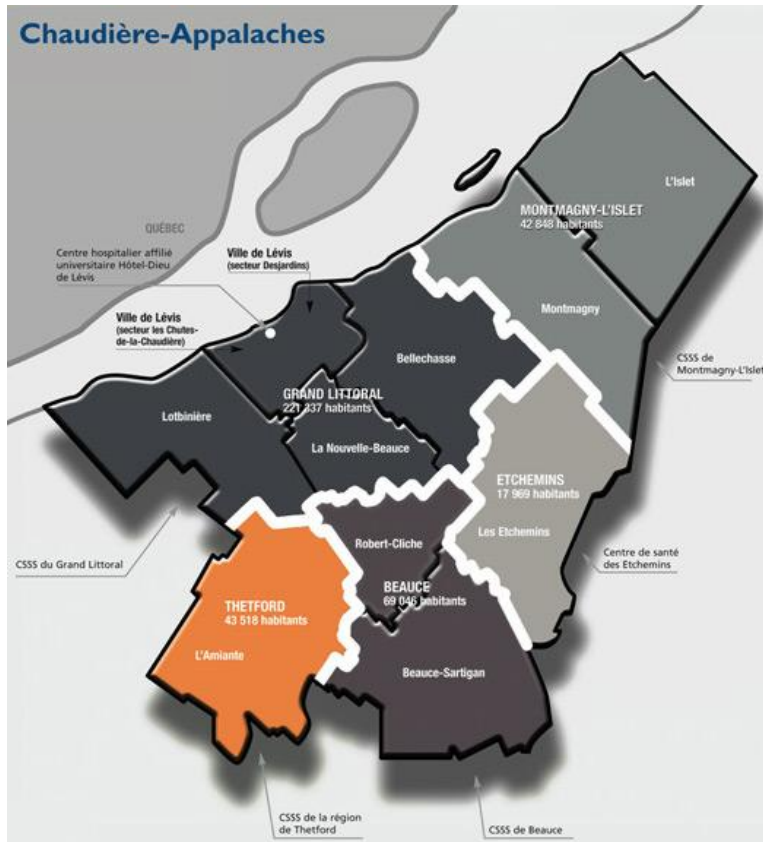 Chaudière-Appalaches
L'Islet
MONTMAGNY-L'ISLET
42 848 habitants
QUÉBEC
Centre hospitalier affilié
universitaire Hôtel-Dieu
de Lévis
Ville de Lévis
(secteur Desjardins)
Montmagny
Ville de Lévis
(secteur les Chutes-
de-la-Chaudière)
Bellechasse
CSSS de
Montmagny-L'Islet
GRAND LITTORAL
221 337 habitants
Lotbinière
La Nouvelle-Beauce
ETCHEMINS
17 969 habitants
Les Etchemins
Robert-Cliche
CSSS du Grand Littoral
Centre de santé
des Etchemins
BEAUCE
69 046 habitants
THETFORD
43 518 habitants
L'Amiante
Beauce-Sartigan
CSSS de la région
de Thetford
CSSS de Beauce